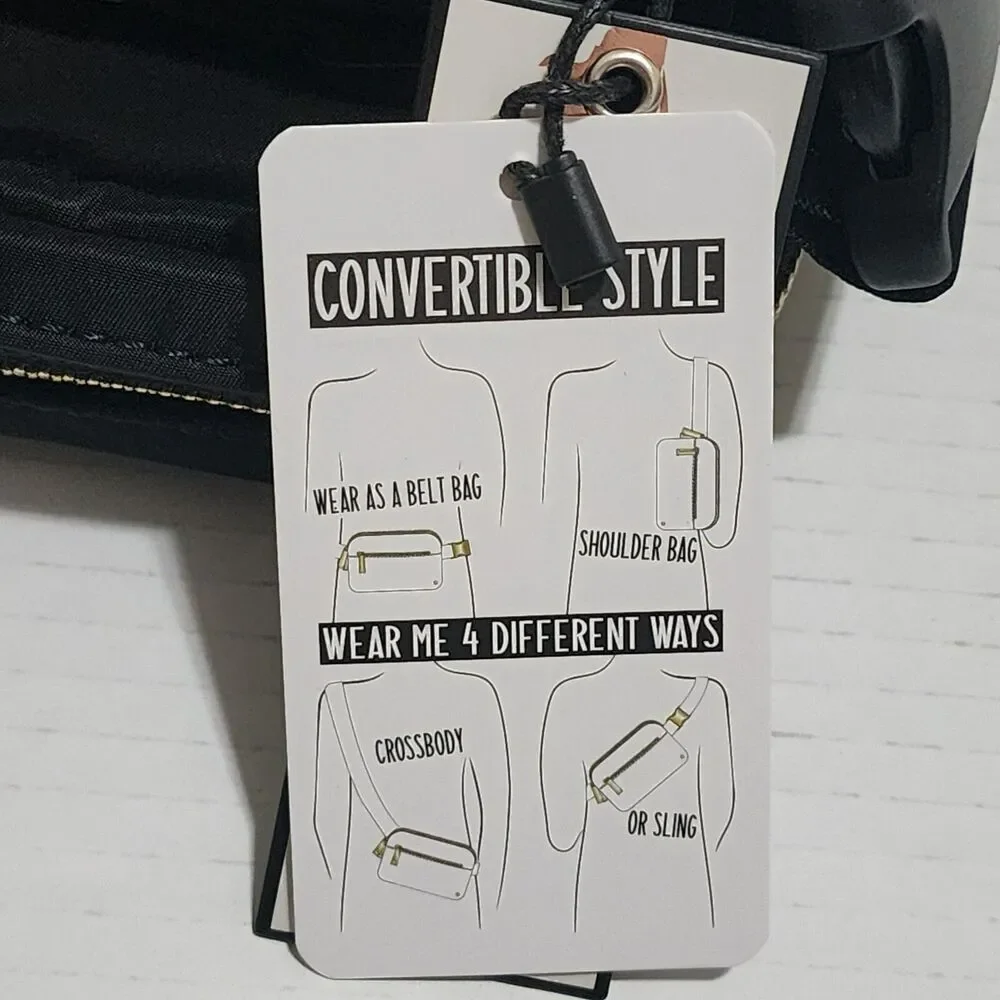 CONVERTIBLE STYLE
WEAR AS A BELT BAG
SHOULDER BAG
WEAR ME 4 DIFFERENT WAYS
CROSSBODY
OR SLING